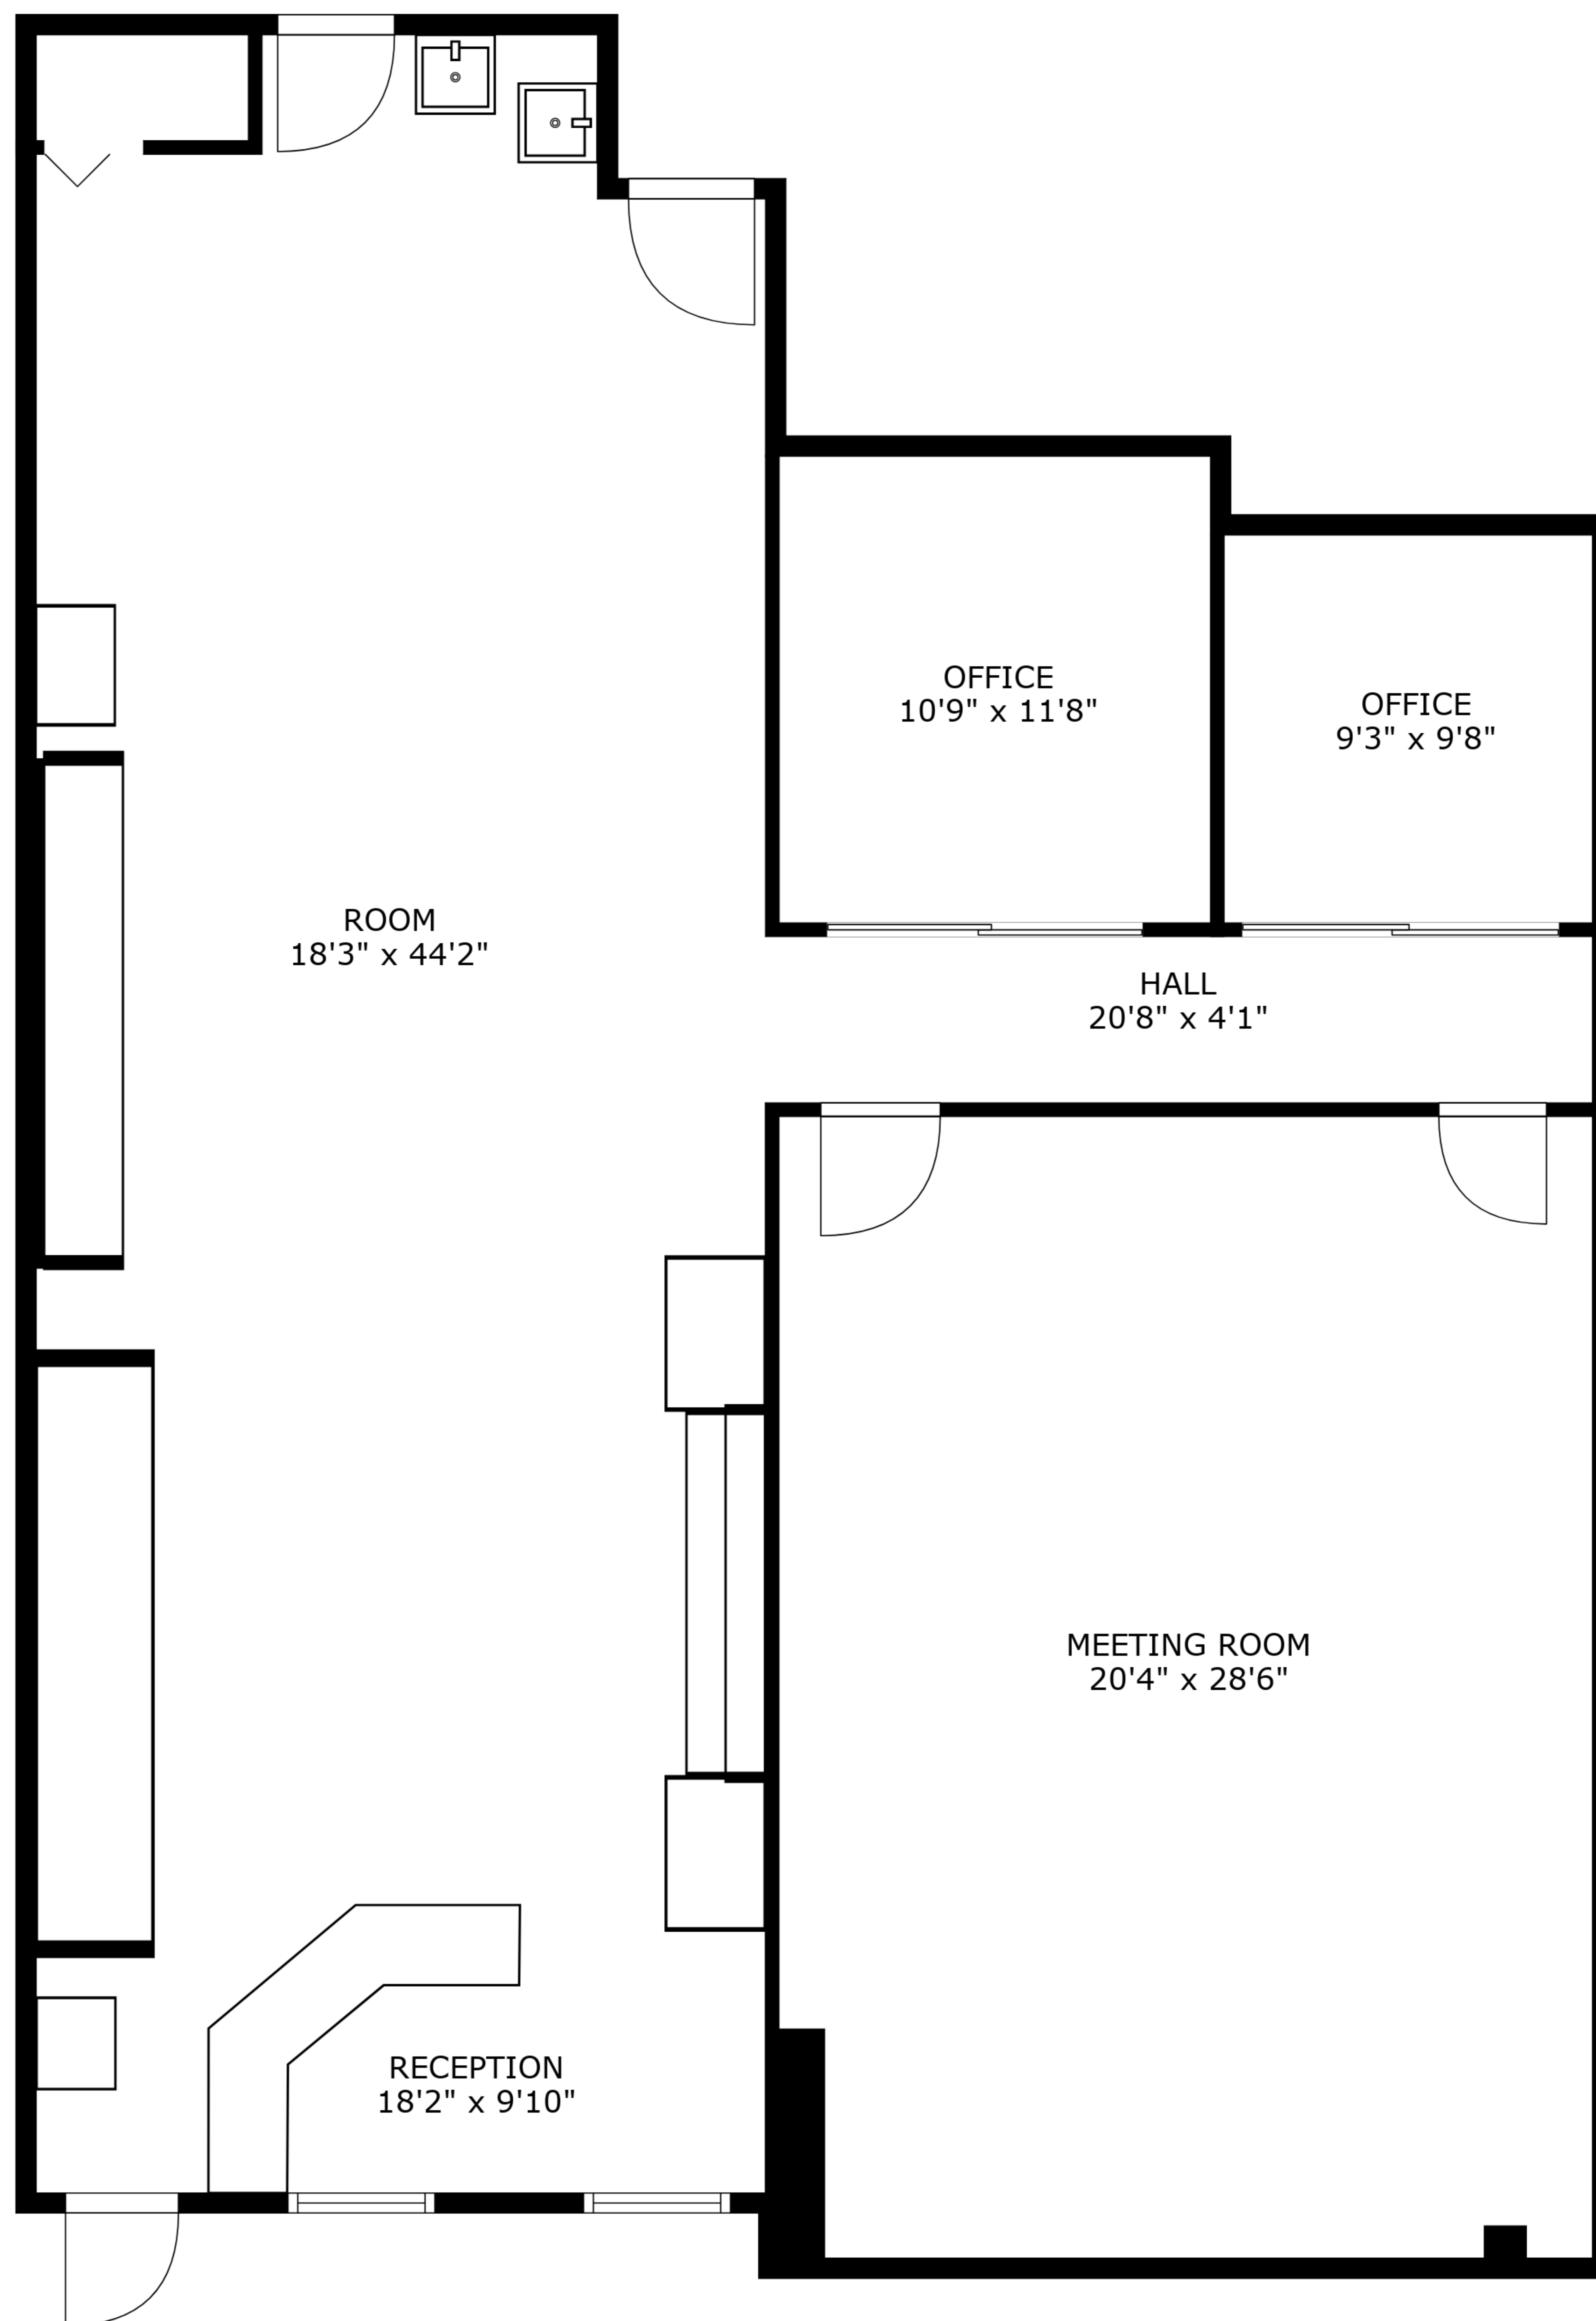 OFFICE
10'9" x 11'8"
OFFICE
9'3" x 9'8"
ROOM
18'3" x 44'2"
HALL
20'8" x 4'1"
MEETING ROOM
20'4" x 28'6"
RECEPTION
18'2" x 9'10"